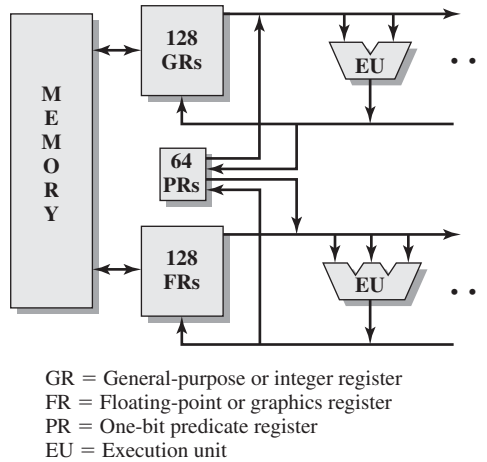 MEMORY
128
GRs
EU
64
PRs
128
FRs
EU
GR = General-purpose or integer register
FR = Floating-point or graphics register
PR = One-bit predicate register
EU = Execution unit